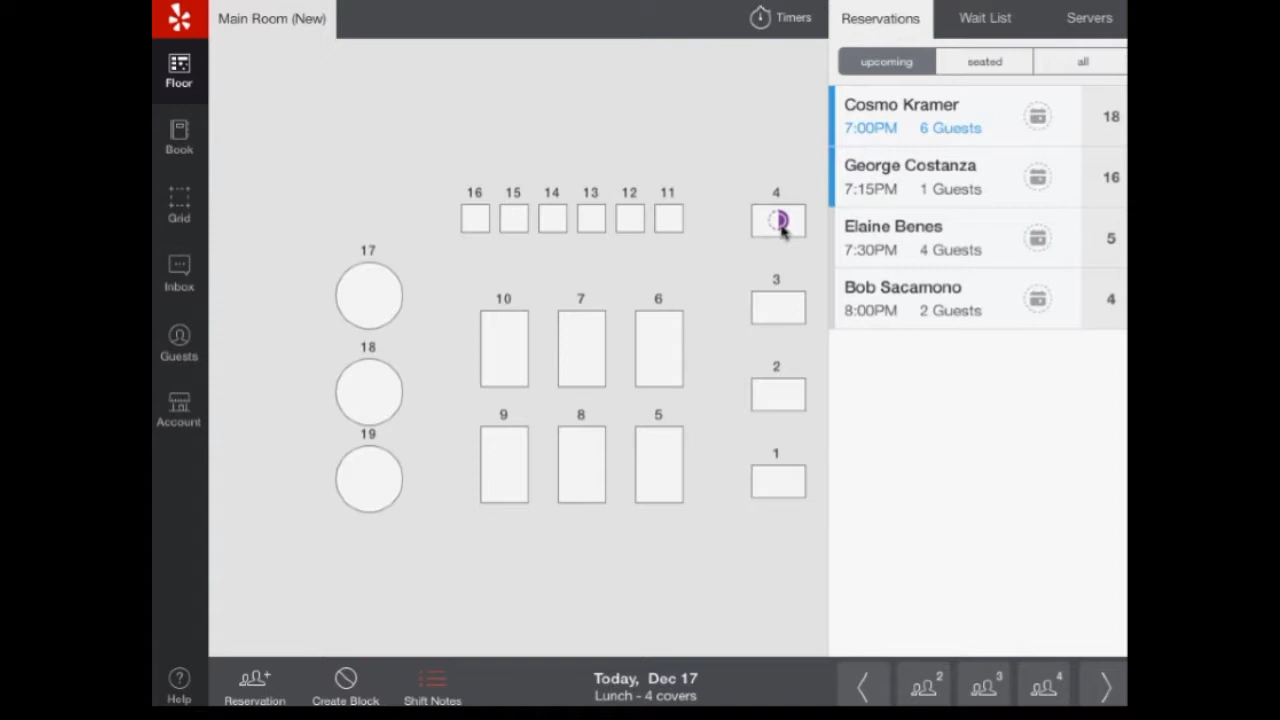 Main Room (New)
Timers
Reservations
Wait List
Servers
Floor
upcoming
seated
all
Cosmo Kramer
7:00PM 6 Guests
18
Book
George Costanza
7:15PM 1 Guests
16
Grid
16 15 14 13 12 11
4
Elaine Benes
7:30PM 4 Guests
5
17
Inbox
3
10 7 6
Bob Sacamono
8:00PM 2 Guests
4
Guests
18
2
Account
9 8 5
19
1
Help
Reservation
Create Block
Shift Notes
Today, Dec 17
Lunch - 4 covers
2
3
4